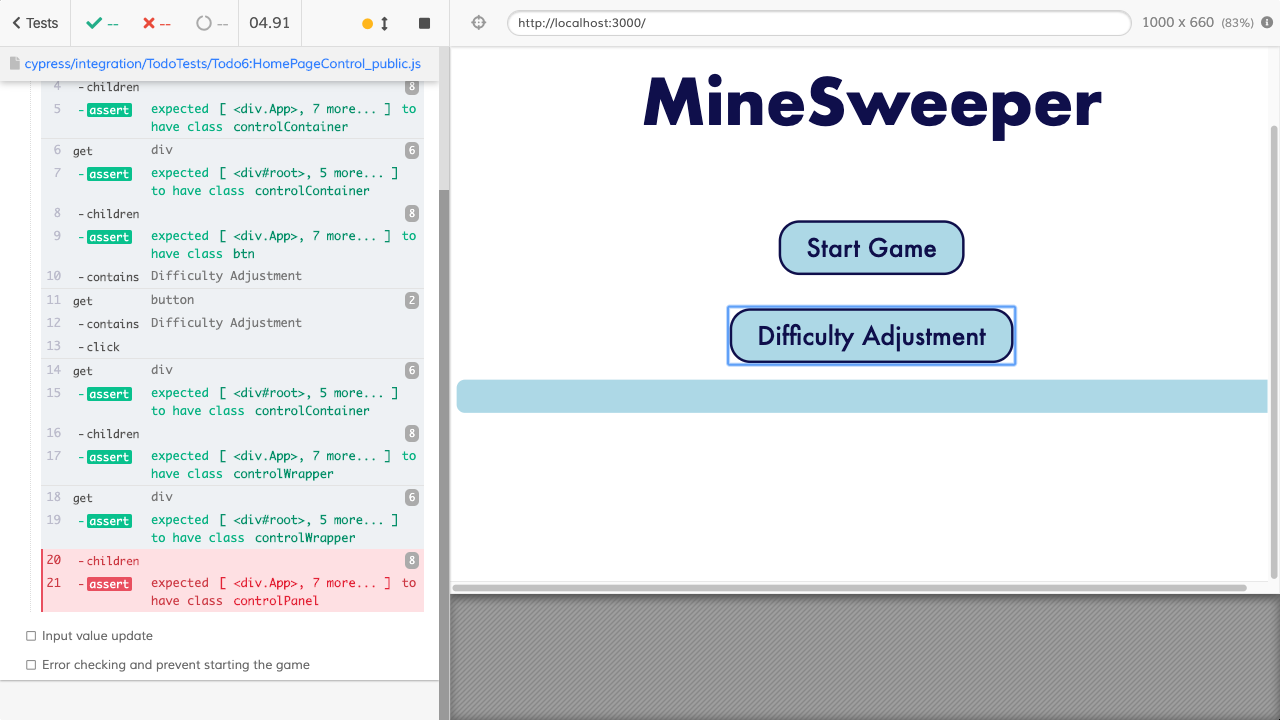 Tests
--
--
--
04.91
http://localhost:3000/
1000 x 660 (83%)
cypress/integration/TodoTests/Todo6:HomePageControl_public.js
4 -children 8
5 -assert expected [ <div.App>, 7 more... ] to
have class controlContainer
6 get div 6
7 -assert expected [ <div#root>, 5 more... ]
to have class controlContainer
8 -children 8
9 -assert expected [ <div.App>, 7 more... ] to
have class btn
10 -contains Difficulty Adjustment
11 get button 2
12 -contains Difficulty Adjustment
13 -click
14 get div 6
15 -assert expected [ <div#root>, 5 more... ]
to have class controlContainer
16 -children 8
17 -assert expected [ <div.App>, 7 more... ] to
have class controlWrapper
18 get div 6
19 -assert expected [ <div#root>, 5 more... ]
to have class controlWrapper
20 -children 8
21 -assert expected [ <div.App>, 7 more... ] to
have class controlPanel
Input value update
Error checking and prevent starting the game
MineSweeper
Start Game
Difficulty Adjustment